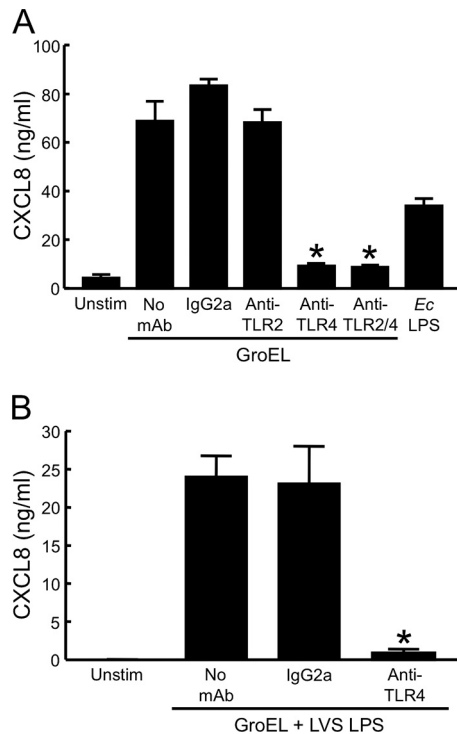 A
CXCL8 (ng/ml)
100
80
60
40
20
0
* *
Unstim No mAb IgG2a Anti-TLR2 Anti-TLR4 Anti-TLR2/4 Ec LPS
GroEL
B
CXCL8 (ng/ml)
30
25
20
15
10
5
0
*
Unstim No mAb IgG2a Anti-TLR4
GroEL + LVS LPS